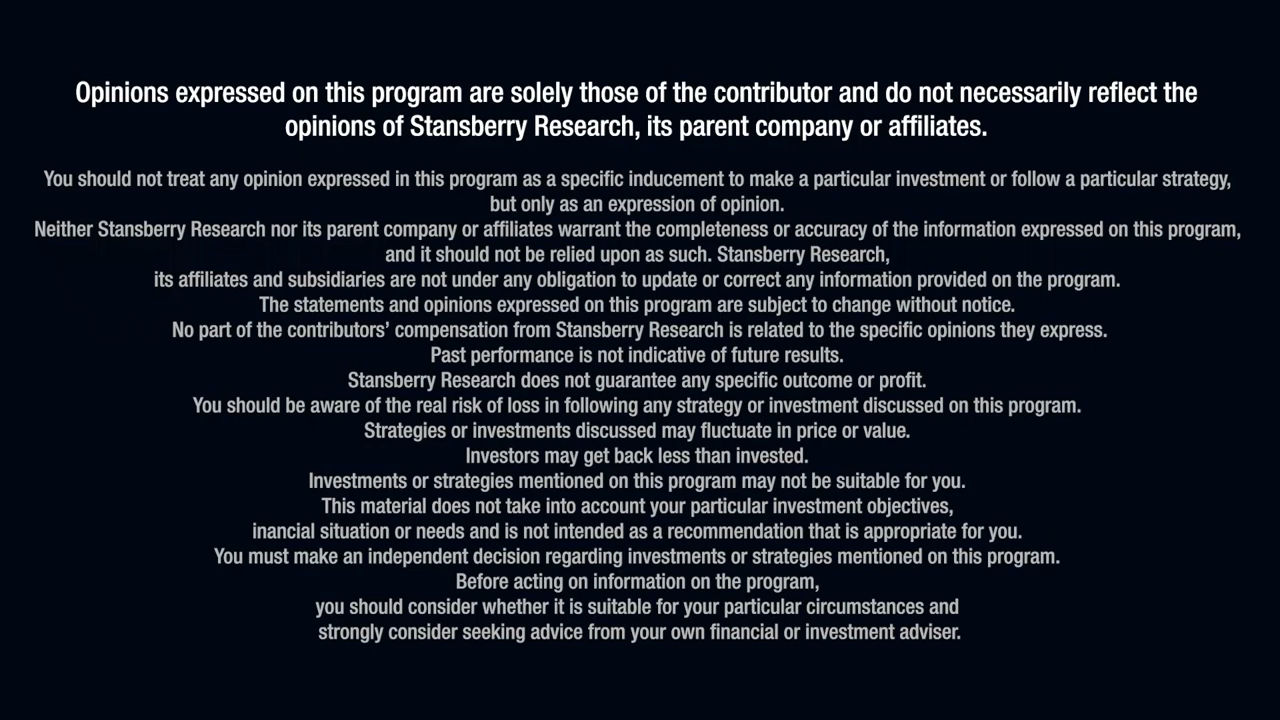 Opinions expressed on this program are solely those of the contributor and do not necessarily reflect the
opinions of Stansberry Research, its parent company or affiliates.
You should not treat any opinion expressed in this program as a specific inducement to make a particular investment or follow a particular strategy,
but only as an expression of opinion.
Neither Stansberry Research nor its parent company or affiliates warrant the completeness or accuracy of the information expressed on this program,
and it should not be relied upon as such. Stansberry Research,
its affiliates and subsidiaries are not under any obligation to update or correct any information provided on the program.
The statements and opinions expressed on this program are subject to change without notice.
No part of the contributors’ compensation from Stansberry Research is related to the specific opinions they express.
Past performance is not indicative of future results.
Stansberry Research does not guarantee any specific outcome or profit.
You should be aware of the real risk of loss in following any strategy or investment discussed on this program.
Strategies or investments discussed may fluctuate in price or value.
Investors may get back less than invested.
Investments or strategies mentioned on this program may not be suitable for you.
This material does not take into account your particular investment objectives,
inancial situation or needs and is not intended as a recommendation that is appropriate for you.
You must make an independent decision regarding investments or strategies mentioned on this program.
Before acting on information on the program,
you should consider whether it is suitable for your particular circumstances and
strongly consider seeking advice from your own financial or investment adviser.